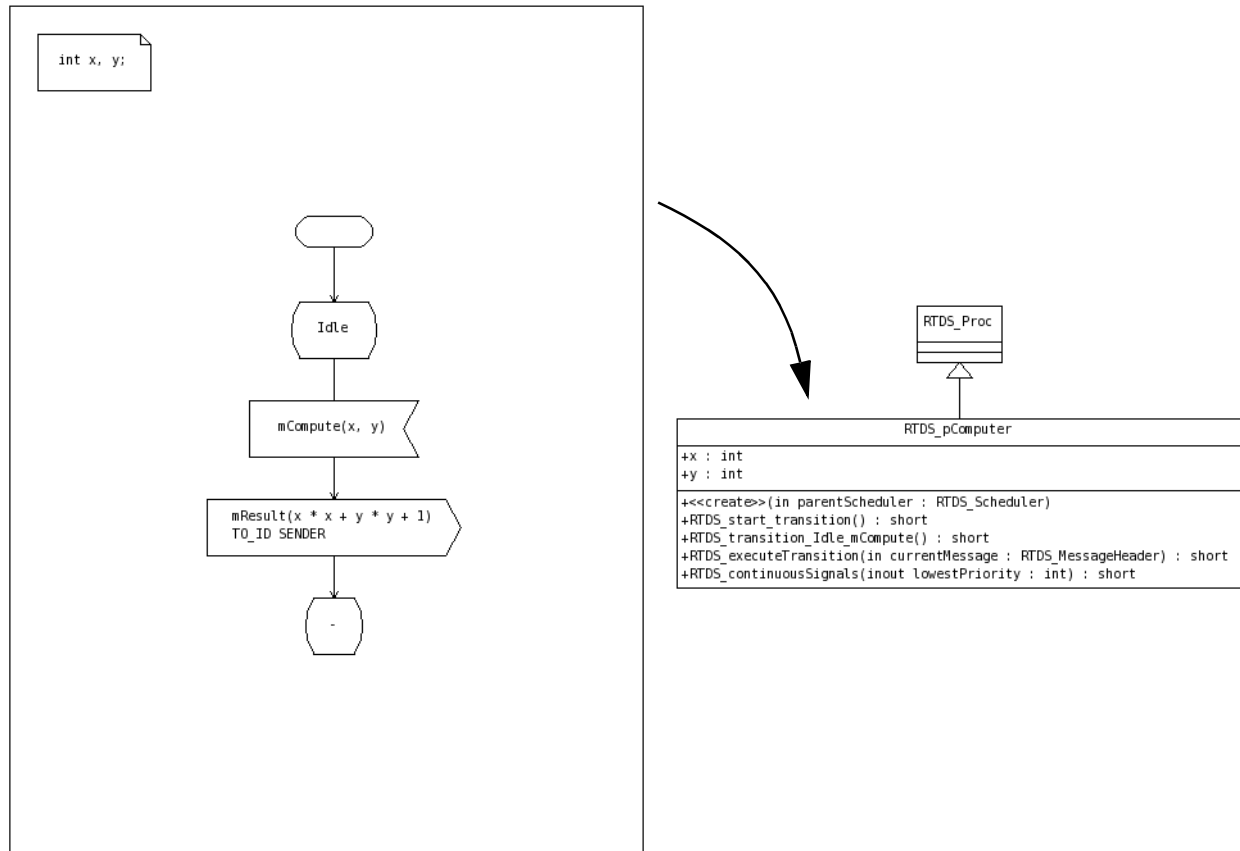 int x, y;
Idle
mCompute(x, y)
mResult(x * x + y * y + 1)
TO_ID SENDER
-
RTDS_Proc
RTDS_pComputer
+x : int
+y : int
+<<create>>(in parentScheduler : RTDS_Scheduler)
+RTDS_start_transition() : short
+RTDS_transition_Idle_mCompute() : short
+RTDS_executeTransition(in currentMessage : RTDS_MessageHeader) : short
+RTDS_continuousSignals(inout lowestPriority : int) : short